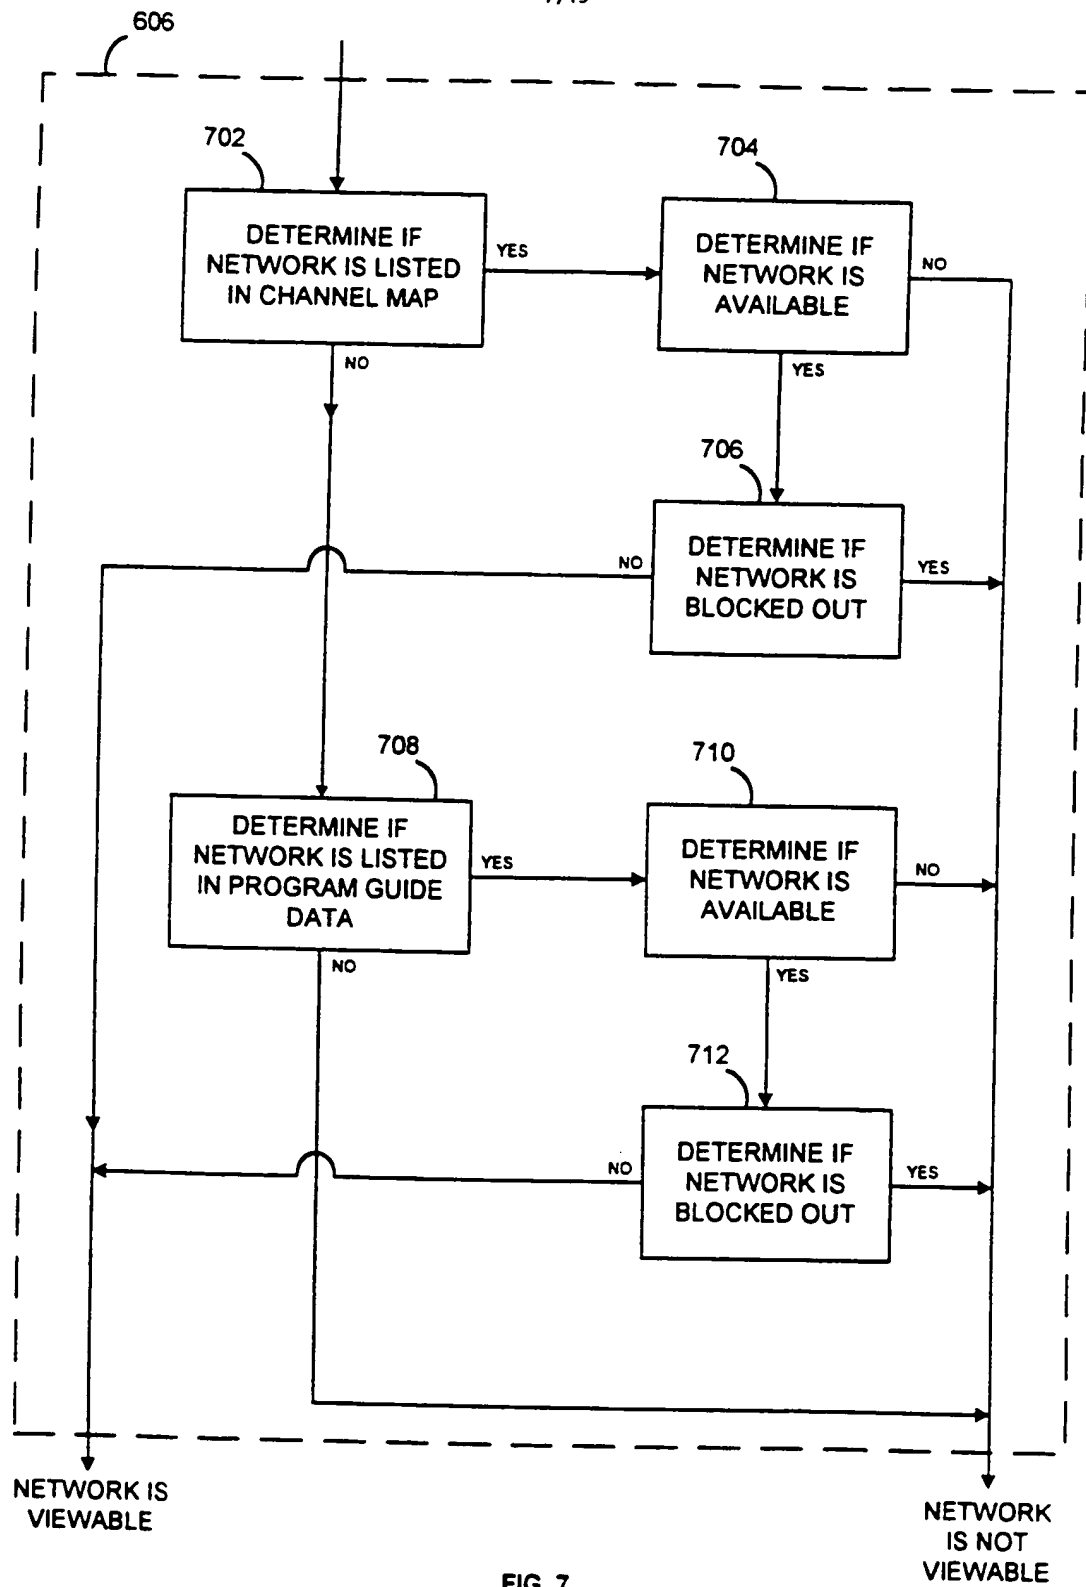 606
702
704
DETERMINE IF
NETWORK IS LISTED
IN CHANNEL MAP
YES
DETERMINE IF
NETWORK IS
AVAILABLE
NO
NO
YES
706
NO
DETERMINE IF
NETWORK IS
BLOCKED OUT
YES
708
710
DETERMINE IF
NETWORK IS LISTED
IN PROGRAM GUIDE
DATA
YES
DETERMINE IF
NETWORK IS
AVAILABLE
NO
NO
YES
712
NO
DETERMINE IF
NETWORK IS
BLOCKED OUT
YES
NETWORK IS
VIEWABLE
NETWORK
IS NOT
VIEWABLE
FIG. 7